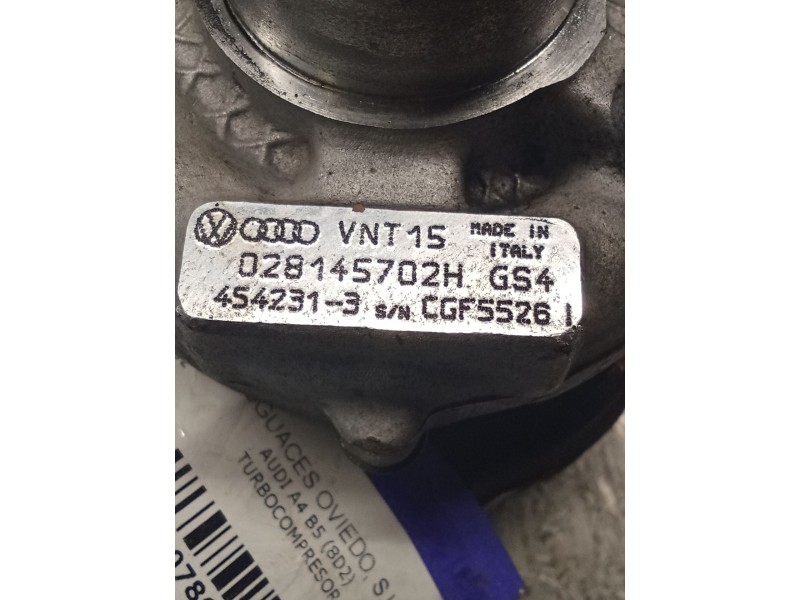 VNT15 MADE IN ITALY
028145702H GS4
454231-3 S/N CGF5526
GUACES OVIEDO, S
AUDI A4 B5 (8D2)
TURBOCOMPRESOR